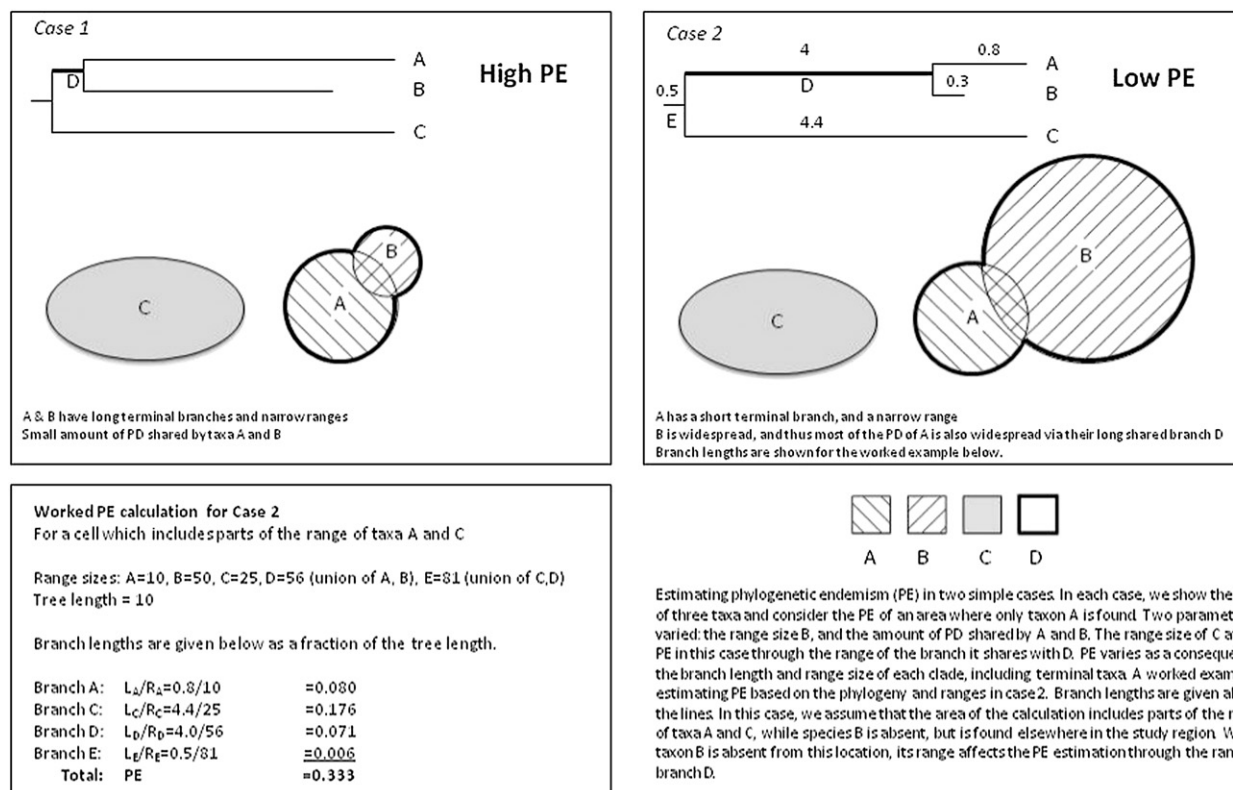 Case 1
A
D
B
C
High PE
C
B
A
A & B have long terminal branches and narrow ranges
Small amount of PD shared by taxa A and B
Case 2
4
0.8
A
0.5
D
0.3
B
E
4.4
C
Low PE
B
A
C
A has a short terminal branch, and a narrow range
B is widespread, and thus most of the PD of A is also widespread via their long shared branch D
Branch lengths are shown for the worked example below.
Worked PE calculation for Case 2
For a cell which includes parts of the range of taxa A and C
Range sizes: A=10, B=50, C=25, D=56 (union of A, B), E=81 (union of C,D)
Tree length = 10
Branch lengths are given below as a fraction of the tree length.
Branch A: LA/RA=0.8/10 =0.080
Branch C: LC/RC=4.4/25 =0.176
Branch D: LD/RD=4.0/56 =0.071
Branch E: LE/RE=0.5/81 =0.006
Total: PE =0.333
A B C D
Estimating phylogenetic endemism (PE) in two simple cases. In each case, we show the
of three taxa and consider the PE of an area where only taxon A is found. Two
varied: the range size B, and the amount of PD shared by A and B. The range size of C
PE in this case through the range of the branch it shares with D. PE varies as a
the branch length and range size of each clade, including terminal taxa. A worked
estimating PE based on the phylogeny and ranges in case 2. Branch lengths are given
the lines. In this case, we assume that the area of the calculation includes parts of the
of taxa A and C, while species B is absent, but is found elsewhere in the study region.
taxon B is absent from this location, its range affects the PE estimation through the
branch D.